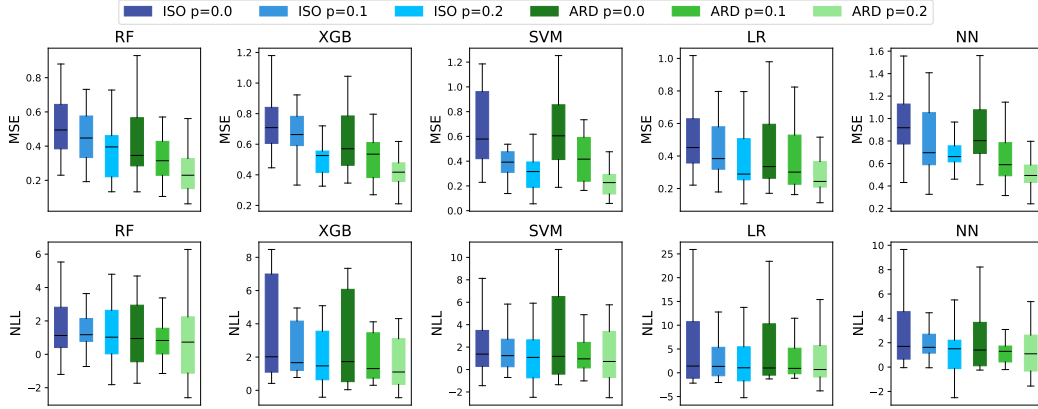 ISO p=0.0 ISO p=0.1 ISO p=0.2 ARD p=0.0 ARD p=0.1 ARD p=0.2
RF XGB SVM LR NN
MSE 0.8 0.6 0.4 0.2
MSE 1.2 1.0 0.8 0.6 0.4 0.2
MSE 1.2 1.0 0.8 0.6 0.4 0.2 0.0
MSE 1.0 0.8 0.6 0.4 0.2
MSE 1.6 1.4 1.2 1.0 0.8 0.6 0.4 0.2
RF XGB SVM LR NN
NLL 6 4 2 0 −2
NLL 8 6 4 2 0
NLL 10 8 6 4 2 0 −2
NLL 25 20 15 10 5 0 −5
NLL 10 8 6 4 2 0 −2